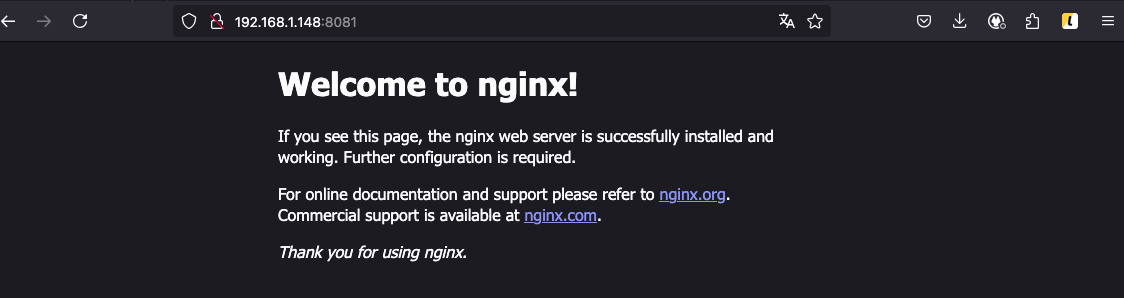 192.168.1.148:8081
Welcome to nginx!
If you see this page, the nginx web server is successfully installed and
working. Further configuration is required.
For online documentation and support please refer to nginx.org.
Commercial support is available at nginx.com.
Thank you for using nginx.